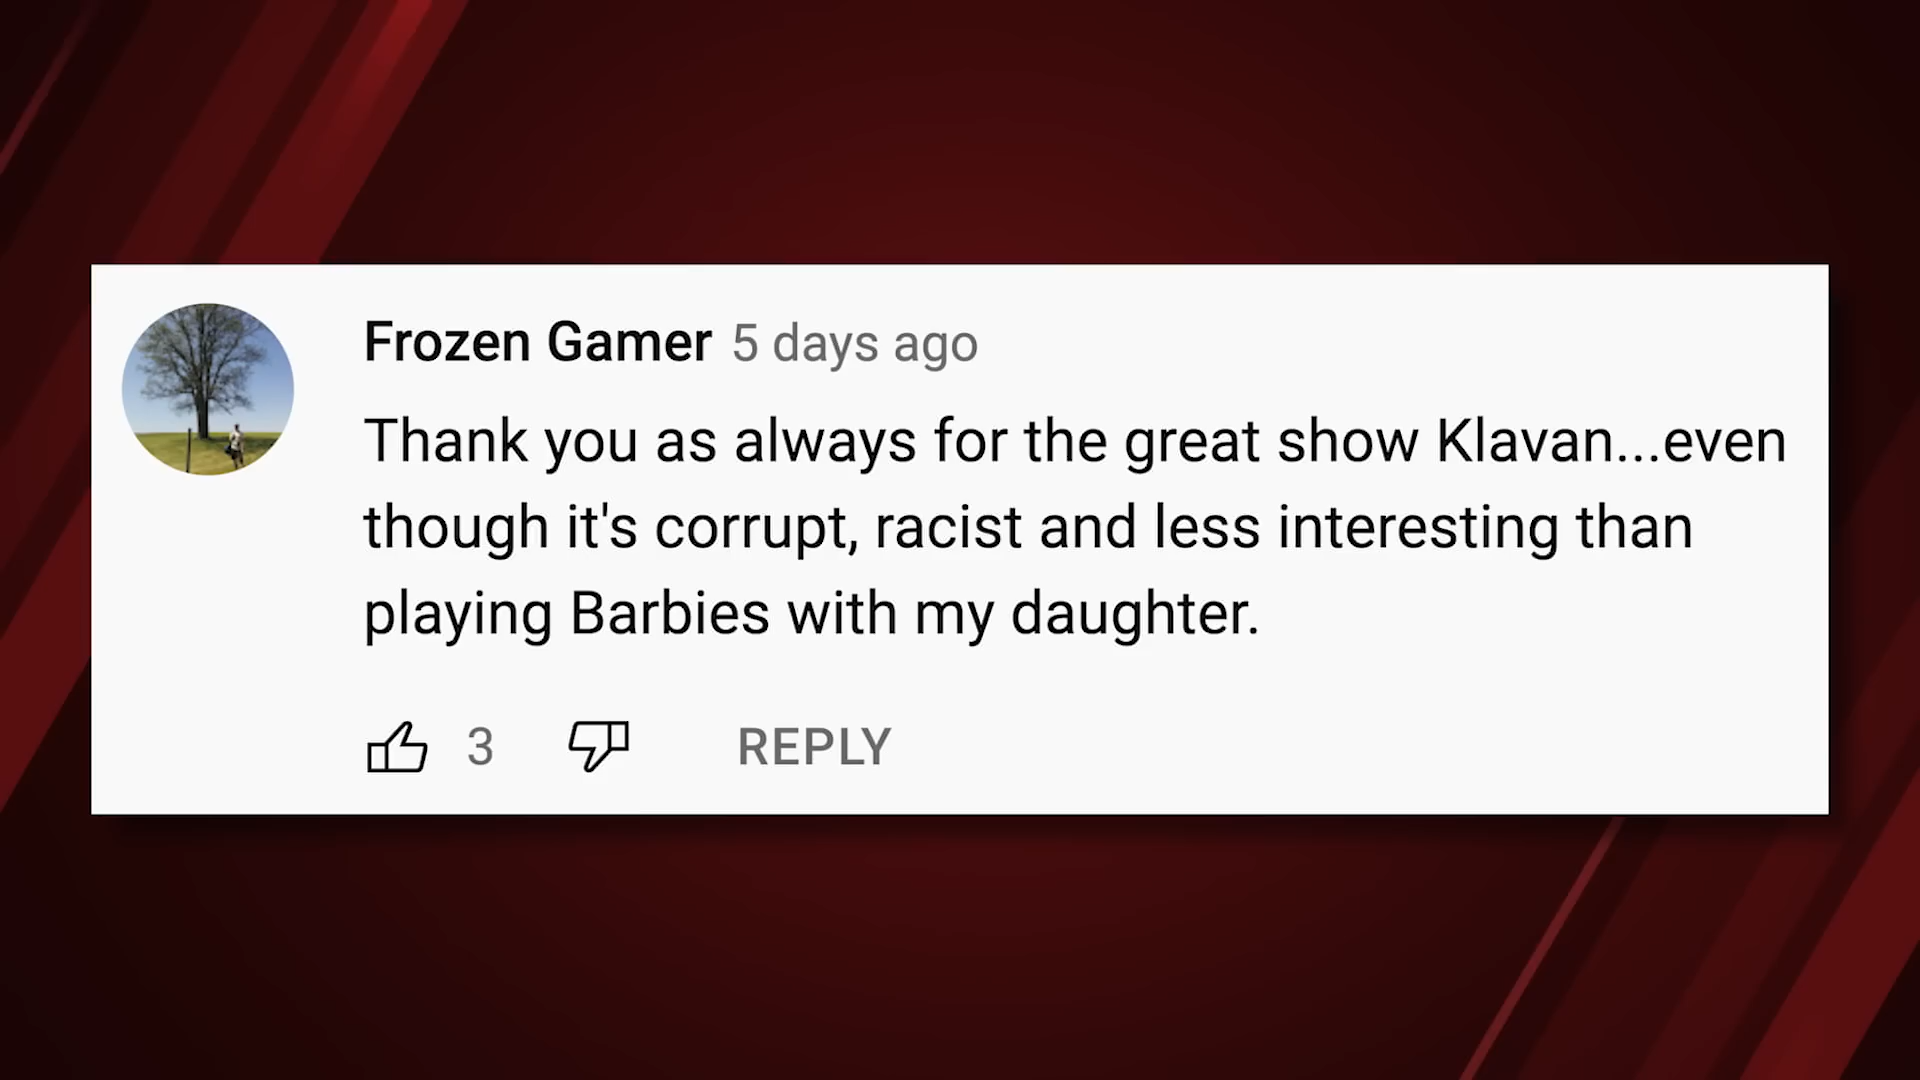 Frozen Gamer 5 days ago
Thank you as always for the great show Klavan...even
though it's corrupt, racist and less interesting than
playing Barbies with my daughter.
3 REPLY